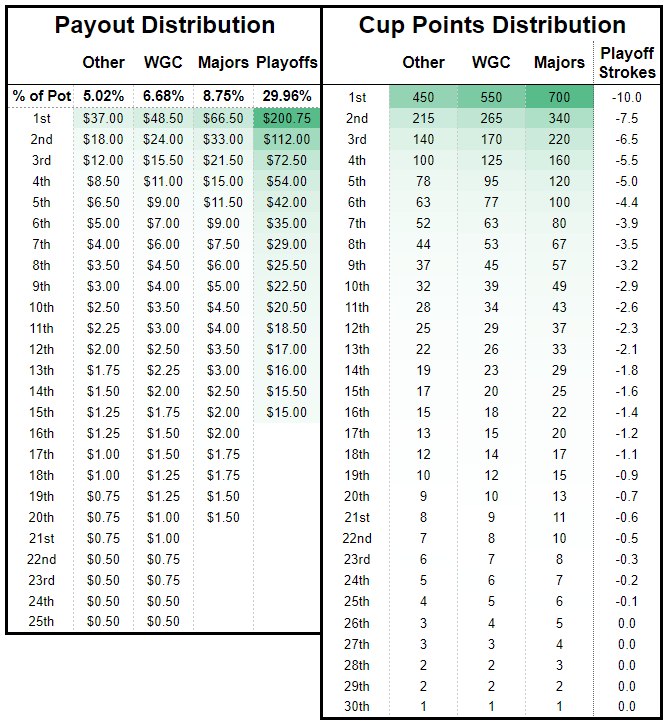 Payout Distribution
Other WGC Majors Playoffs
% of Pot 5.02% 6.68% 8.75% 29.96%
1st $37.00 $48.50 $66.50 $200.75
2nd $18.00 $24.00 $33.00 $112.00
3rd $12.00 $15.50 $21.50 $72.50
4th $8.50 $11.00 $15.00 $54.00
5th $6.50 $9.00 $11.50 $42.00
6th $5.00 $7.00 $9.00 $35.00
7th $4.00 $6.00 $7.50 $29.00
8th $3.50 $4.50 $6.00 $25.50
9th $3.00 $4.00 $5.00 $22.50
10th $2.50 $3.50 $4.50 $20.50
11th $2.25 $3.00 $4.00 $18.50
12th $2.00 $2.50 $3.50 $17.00
13th $1.75 $2.25 $3.00 $16.00
14th $1.50 $2.00 $2.50 $15.50
15th $1.25 $1.75 $2.00 $15.00
16th $1.25 $1.50 $2.00
17th $1.00 $1.50 $1.75
18th $1.00 $1.25 $1.75
19th $0.75 $1.25 $1.50
20th $0.75 $1.00 $1.50
21st $0.75 $1.00
22nd $0.50 $0.75
23rd $0.50 $0.75
24th $0.50 $0.50
25th $0.50 $0.50
Cup Points Distribution
Other WGC Majors Playoff
Strokes
1st 450 550 700 -10.0
2nd 215 265 340 -7.5
3rd 140 170 220 -6.5
4th 100 125 160 -5.5
5th 78 95 120 -5.0
6th 63 77 100 -4.4
7th 52 63 80 -3.9
8th 44 53 67 -3.5
9th 37 45 57 -3.2
10th 32 39 49 -2.9
11th 28 34 43 -2.6
12th 25 29 37 -2.3
13th 22 26 33 -2.1
14th 19 23 29 -1.8
15th 17 20 25 -1.6
16th 15 18 22 -1.4
17th 13 15 20 -1.2
18th 12 14 17 -1.1
19th 10 12 15 -0.9
20th 9 10 13 -0.7
21st 8 9 11 -0.6
22nd 7 8 10 -0.5
23rd 6 7 8 -0.3
24th 5 6 7 -0.2
25th 4 5 6 -0.1
26th 3 4 5 0.0
27th 3 3 4 0.0
28th 2 2 3 0.0
29th 2 2 2 0.0
30th 1 1 1 0.0